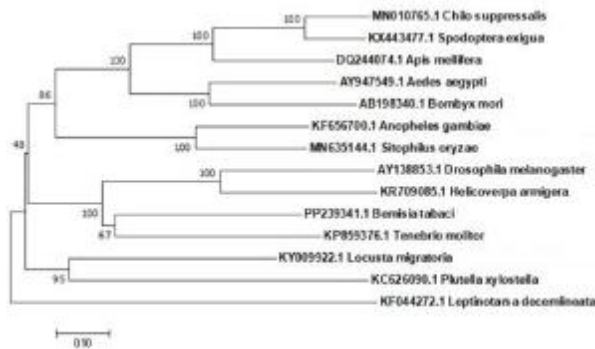 MN010765.1 Chilo suppressalis
100
KX443477.1 Spodoptera exigua
100
DQ244074.1 Apis mellifera
100
AY947549.1 Aedes aegypti
100
AB198340.1 Bombyx mori
86
KF656700.1 Anopheles gambiae
100
MN635144.1 Sitophilus oryzae
48
AY138853.1 Drosophila melanogaster
100
KR709085.1 Helicoverpa armigera
100
PP239341.1 Bemisia tabaci
67
KP859376.1 Tenebrio molitor
KY009922.1 Locusta migratoria
95
KC626090.1 Plutella xylostella
KF044272.1 Leptinotarsa decemlineata
0.10